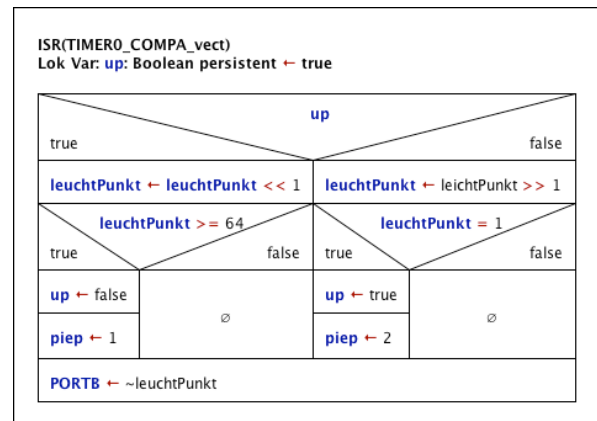 ISR(TIMER0_COMPA_vect)
Lok Var: up: Boolean persistent ← true
up
true false
leuchtPunkt ← leuchtPunkt << 1 leuchtPunkt ← leichtPunkt >> 1
leuchtPunkt >= 64 leuchtPunkt = 1
true false true false
up ← false up ← true
∅ ∅
piep ← 1 piep ← 2
PORTB ← ~leuchtPunkt